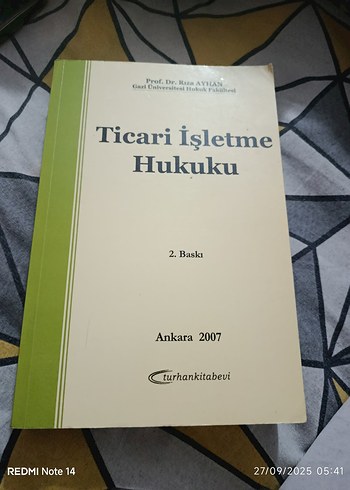 Prof. Dr. Rıza AYHAN
Gazi Üniversitesi Hukuk Fakültesi
Ticari İşletme
Hukuku
2. Baskı
Ankara 2007
turhankitabevi
REDMI Note 14
27/09/2025 05:41